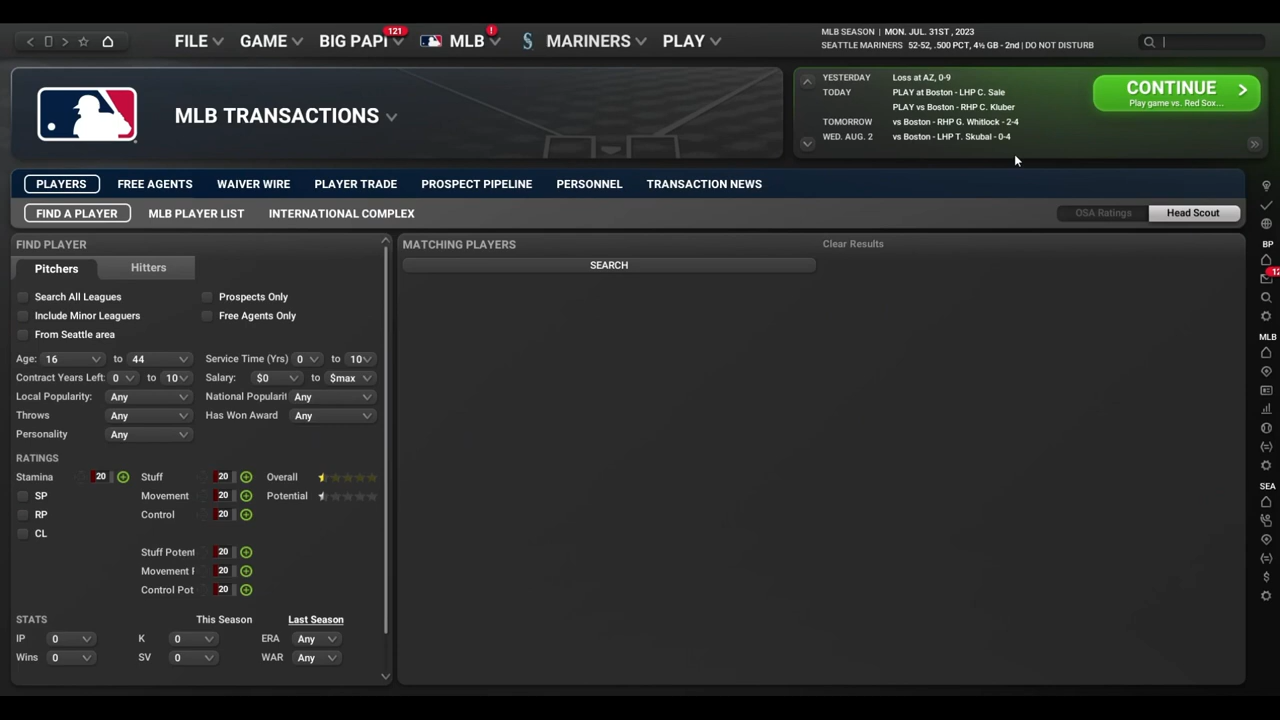 FILE GAME BIG PAPI 121 MLB ! S MARINERS PLAY
MLB SEASON | MON. JUL. 31ST , 2023
SEATTLE MARINERS 52-52, .500 PCT, 4½ GB - 2nd | DO NOT DISTURB
MLB TRANSACTIONS
YESTERDAY Loss at AZ, 0-9
TODAY PLAY at Boston - LHP C. Sale
PLAY vs Boston - RHP C. Kluber
TOMORROW vs Boston - RHP G. Whitlock - 2-4
WED. AUG. 2 vs Boston - LHP T. Skubal - 0-4
CONTINUE
Play game vs. Red Sox...
PLAYERS FREE AGENTS WAIVER WIRE PLAYER TRADE PROSPECT PIPELINE PERSONNEL TRANSACTION NEWS
FIND A PLAYER MLB PLAYER LIST INTERNATIONAL COMPLEX OSA Ratings Head Scout
FIND PLAYER
Pitchers Hitters
Search All Leagues Prospects Only
Include Minor Leaguers Free Agents Only
From Seattle area
Age: 16 to 44 Service Time (Yrs) 0 to 10
Contract Years Left: 0 to 10 Salary: $0 to $max
Local Popularity: Any National Popularit Any
Throws Any Has Won Award Any
Personality Any
RATINGS
Stamina 20 Stuff 20 Overall
SP Movement 20 Potential
RP Control 20
CL
Stuff Potent 20
Movement F 20
Control Pot 20
STATS This Season Last Season
IP 0 K 0 ERA Any
Wins 0 SV 0 WAR Any
MATCHING PLAYERS Clear Results
SEARCH
BP
12
MLB
SEA